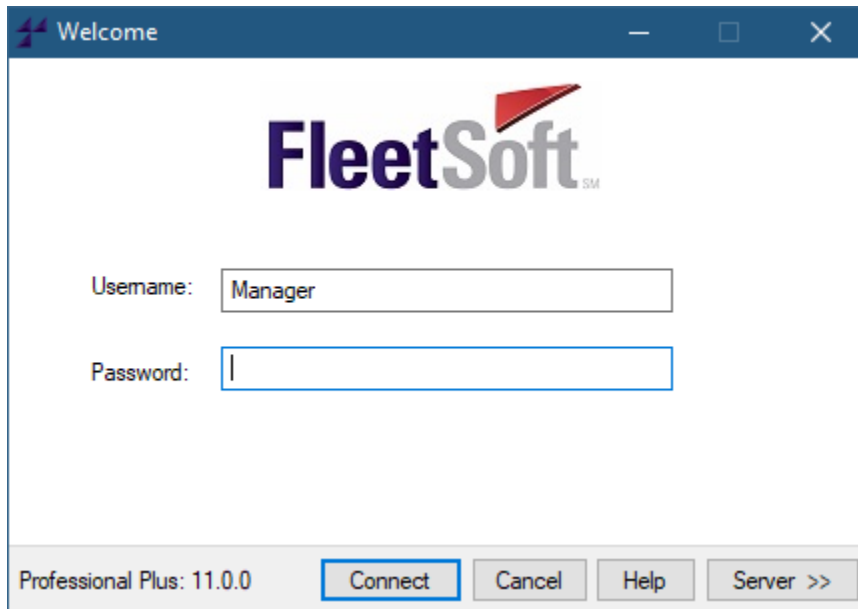 Welcome
FleetSoft SM
Username: Manager
Password:
Professional Plus: 11.0.0 Connect Cancel Help Server >>